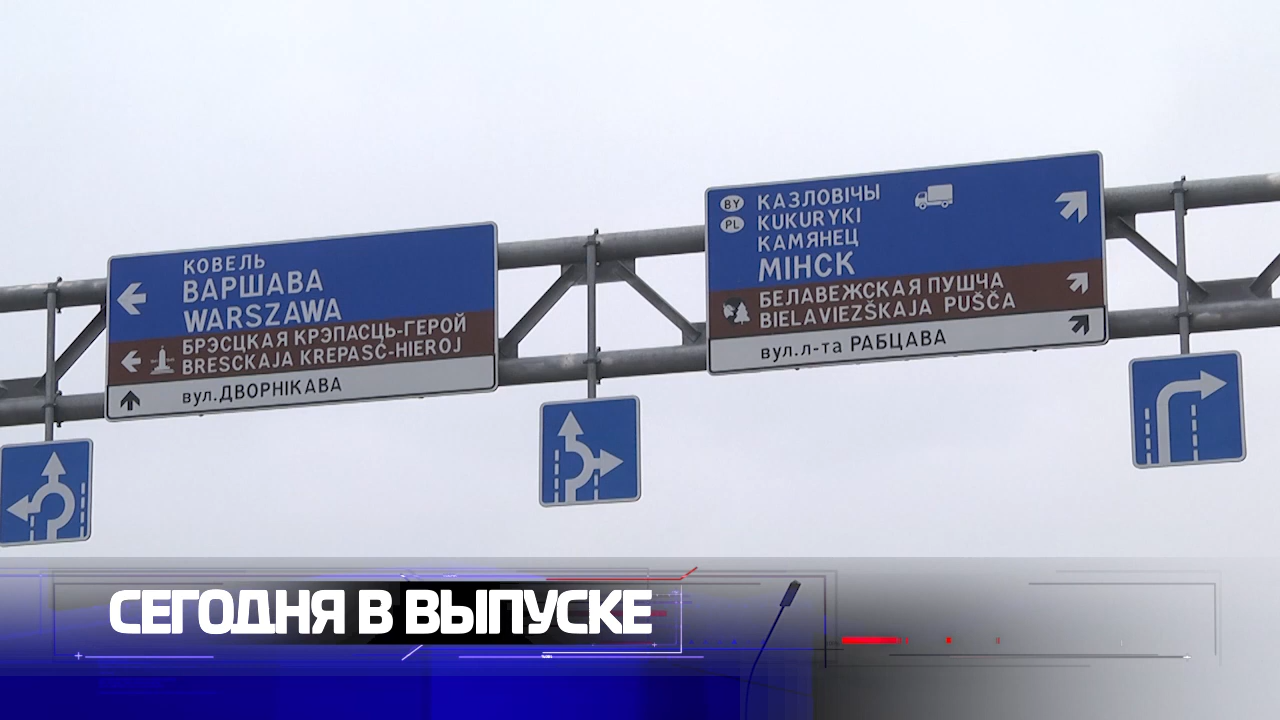 КОВЕЛЬ
ВАРШАВА
WARSZAWA
БРЭСЦКАЯ КРЭПАСЦЬ-ГЕРОЙ
BRESCKAJA KREPASĆ-HIEROJ
вул.ДВОРНІКАВА
BY КАЗЛОВІЧЫ
PL KUKURYKI
КАМЯНЕЦ
МІНСК
БЕЛАВЕЖСКАЯ ПУШЧА
BIELAVIEZŠKAJA PUŠČA
вул.л-та РАБЦАВА
СЕГОДНЯ В ВЫПУСКЕ